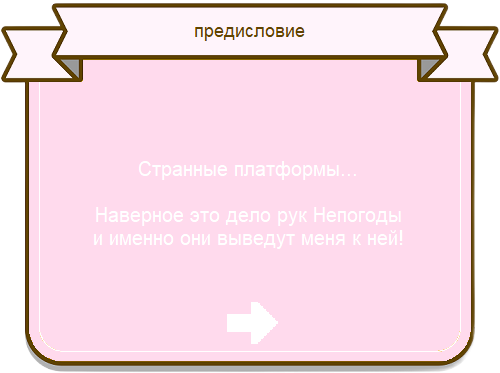 предисловие
Странные платформы...
Наверное это дело рук Непогоды
и именно они выведут меня к ней!